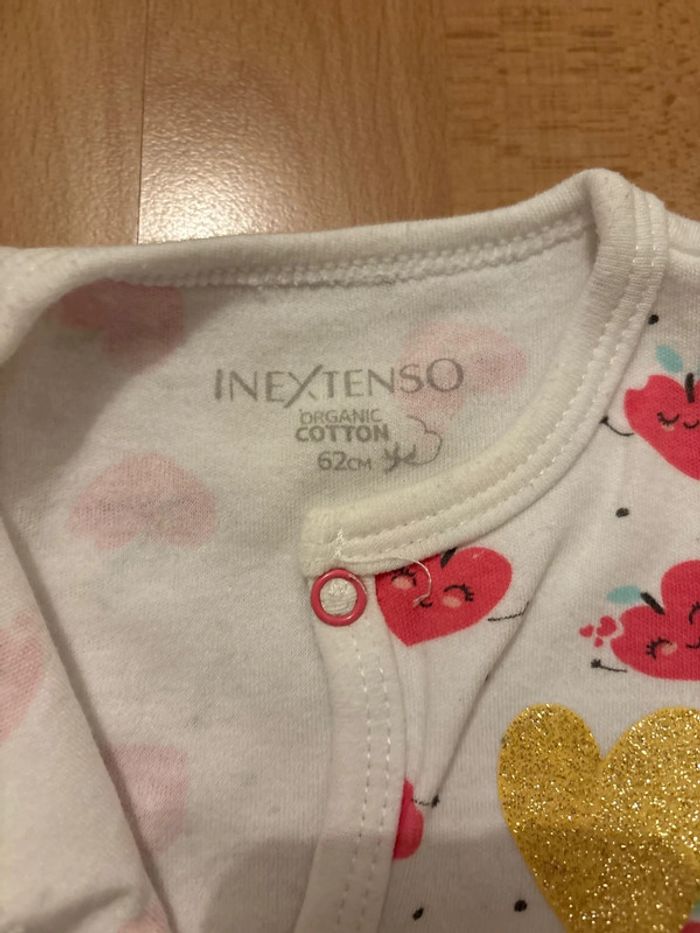 INEXTENSO
ORGANIC
COTTON
62CM